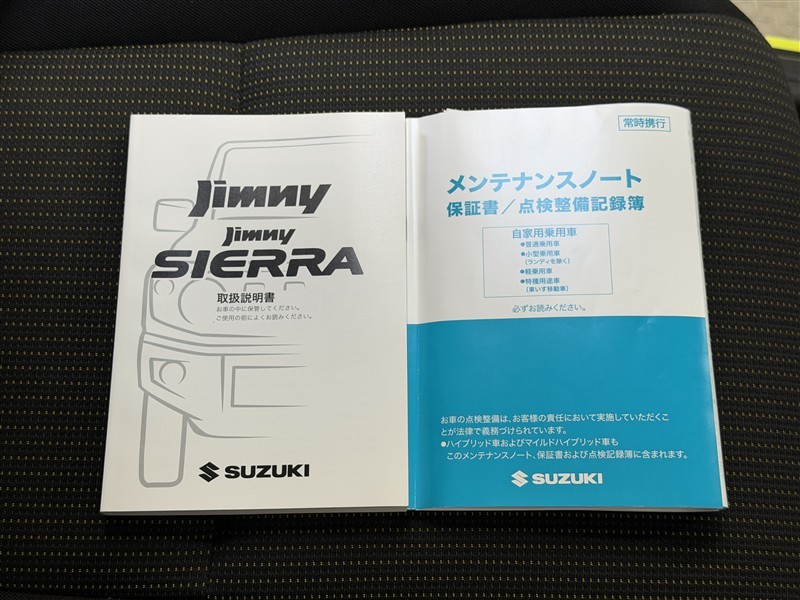 Jimny
Jimny
SIERRA
取扱説明書
お車の中に保管してください。
ご使用の前によくお読みください。
SUZUKI
常時携行
メンテナンスノート
保証書/点検整備記録簿
自家用乗用車
●普通乗用車
●小型乗用車
(ランディを除く)
●軽乗用車
●特種用途車
(車いす移動車)
必ずお読みください。
お車の点検整備は、お客様の責任において実施していただくこ
とが法律で義務づけられています。
●ハイブリッド車およびマイルドハイブリッド車も
このメンテナンスノート、保証書および点検記録簿に含まれます。
SUZUKI